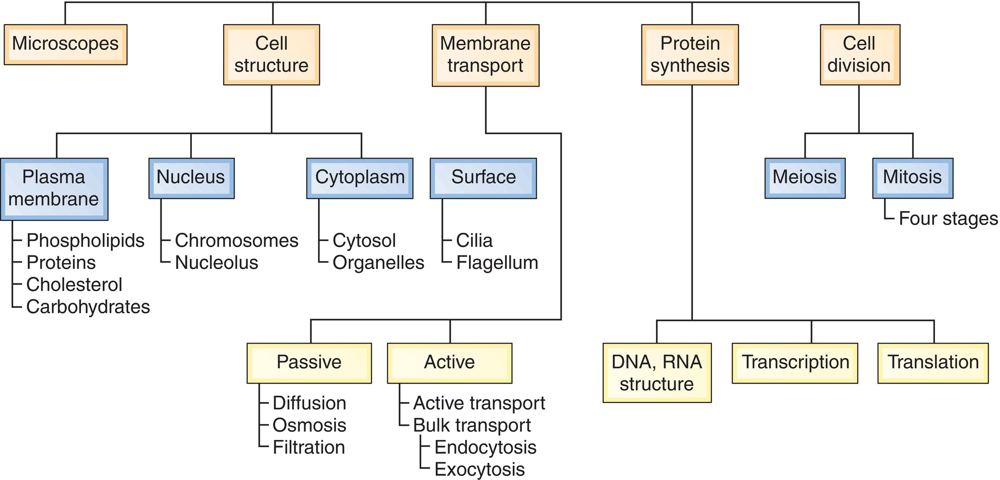 Microscopes
Cell
structure
Membrane
transport
Protein
synthesis
Cell
division
Plasma
membrane
Phospholipids
Proteins
Cholesterol
Carbohydrates
Nucleus
Chromosomes
Nucleolus
Cytoplasm
Cytosol
Organelles
Surface
Cilia
Flagellum
Meiosis
Mitosis
Four stages
Passive
Diffusion
Osmosis
Filtration
Active
Active transport
Bulk transport
Endocytosis
Exocytosis
DNA, RNA
structure
Transcription
Translation